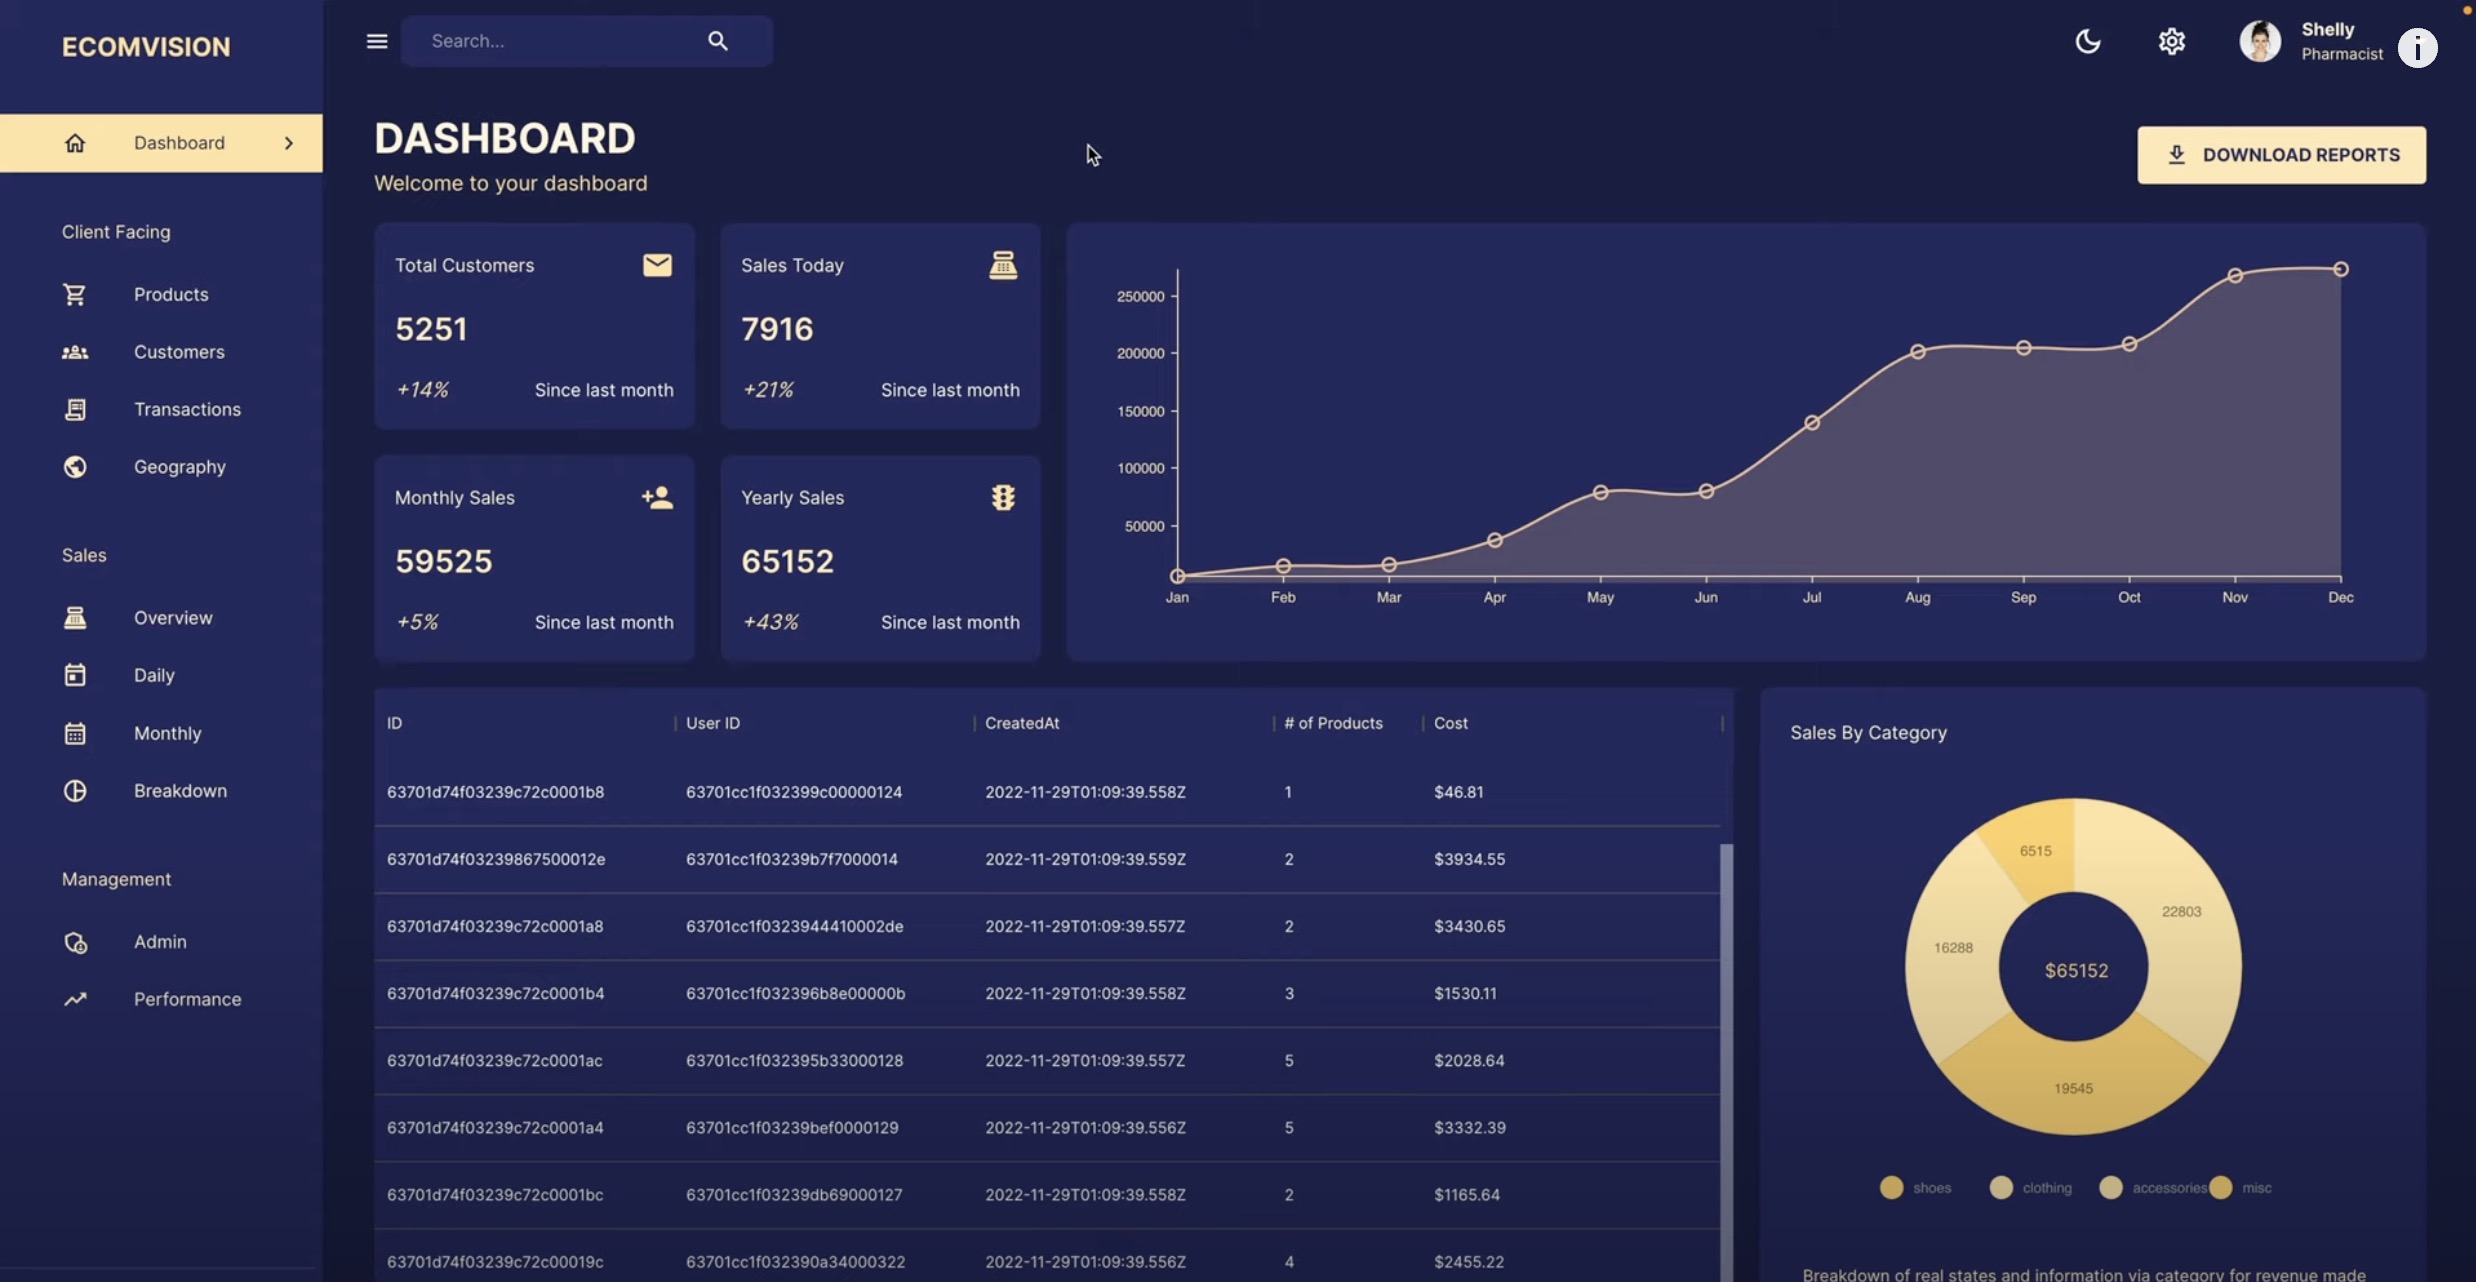 ECOMVISION
Search...
Shelly
Pharmacist
i
Dashboard
Client Facing
Products
Customers
Transactions
Geography
Sales
Overview
Daily
Monthly
Breakdown
Management
Admin
Performance
DASHBOARD
Welcome to your dashboard
DOWNLOAD REPORTS
Total Customers
5251
+14% Since last month
Sales Today
7916
+21% Since last month
Monthly Sales
59525
+5% Since last month
Yearly Sales
65152
+43% Since last month
250000
200000
150000
100000
50000
Jan Feb Mar Apr May Jun Jul Aug Sep Oct Nov Dec
ID User ID CreatedAt # of Products Cost
63701d74f03239c72c0001b8 63701cc1f032399c00000124 2022-11-29T01:09:39.558Z 1 $46.81
63701d74f03239867500012e 63701cc1f03239b7f7000014 2022-11-29T01:09:39.559Z 2 $3934.55
63701d74f03239c72c0001a8 63701cc1f0323944410002de 2022-11-29T01:09:39.557Z 2 $3430.65
63701d74f03239c72c0001b4 63701cc1f032396b8e00000b 2022-11-29T01:09:39.558Z 3 $1530.11
63701d74f03239c72c0001ac 63701cc1f032395b33000128 2022-11-29T01:09:39.557Z 5 $2028.64
63701d74f03239c72c0001a4 63701cc1f03239bef0000129 2022-11-29T01:09:39.556Z 5 $3332.39
63701d74f03239c72c0001bc 63701cc1f03239db69000127 2022-11-29T01:09:39.558Z 2 $1165.64
63701d74f03239c72c00019c 63701cc1f032390a34000322 2022-11-29T01:09:39.556Z 4 $2455.22
Sales By Category
6515
22803
16288
$65152
19545
shoes clothing accessories misc
Breakdown of real states and information via category for revenue made